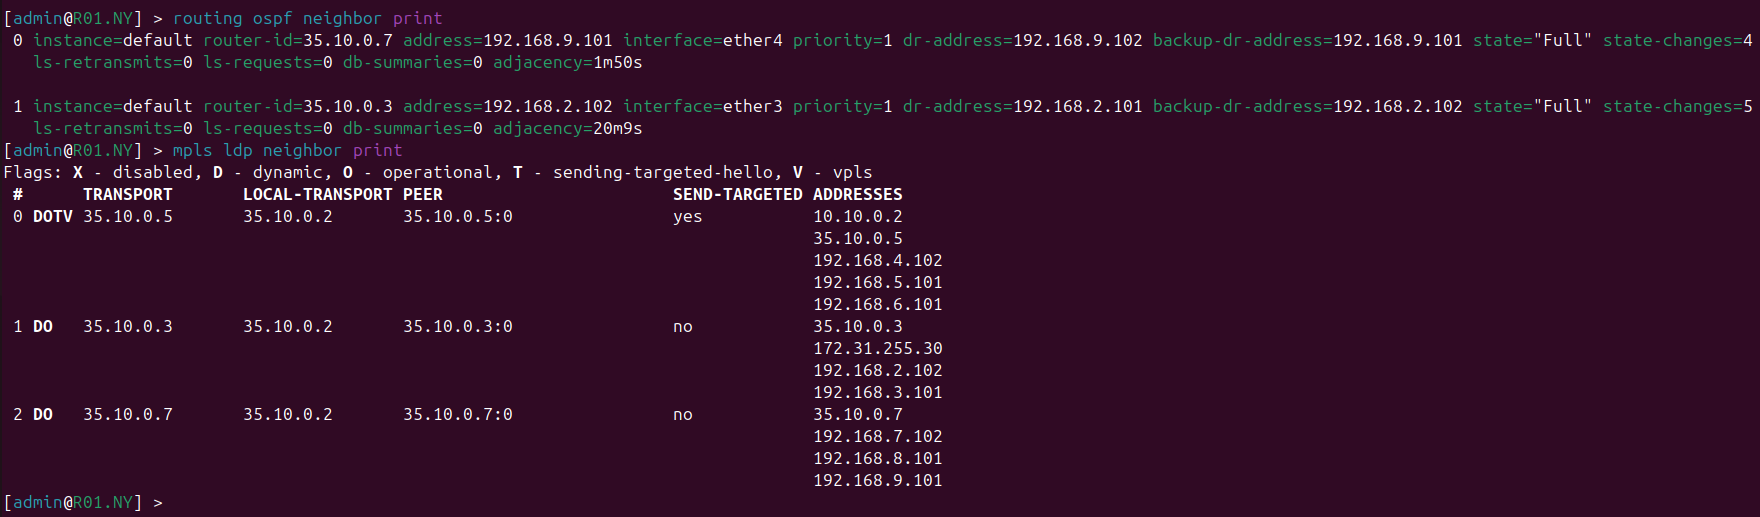 [admin@R01.NY] > routing ospf neighbor print
 0 instance=default router-id=35.10.0.7 address=192.168.9.101 interface=ether4 priority=1 dr-address=192.168.9.102 backup-dr-address=192.168.9.101 state="Full" state-changes=4
   ls-retransmits=0 ls-requests=0 db-summaries=0 adjacency=1m50s
 1 instance=default router-id=35.10.0.3 address=192.168.2.102 interface=ether3 priority=1 dr-address=192.168.2.101 backup-dr-address=192.168.2.102 state="Full" state-changes=5
   ls-retransmits=0 ls-requests=0 db-summaries=0 adjacency=20m9s
[admin@R01.NY] > mpls ldp neighbor print
Flags: X - disabled, D - dynamic, O - operational, T - sending-targeted-hello, V - vpls
 #      TRANSPORT       LOCAL-TRANSPORT PEER                       SEND-TARGETED ADDRESSES
 0 DOTV 35.10.0.5       35.10.0.2       35.10.0.5:0                yes           10.10.0.2
                                                                                 35.10.0.5
                                                                                 192.168.4.102
                                                                                 192.168.5.101
                                                                                 192.168.6.101
 1 DO   35.10.0.3       35.10.0.2       35.10.0.3:0                no            35.10.0.3
                                                                                 172.31.255.30
                                                                                 192.168.2.102
                                                                                 192.168.3.101
 2 DO   35.10.0.7       35.10.0.2       35.10.0.7:0                no            35.10.0.7
                                                                                 192.168.7.102
                                                                                 192.168.8.101
                                                                                 192.168.9.101
[admin@R01.NY] >